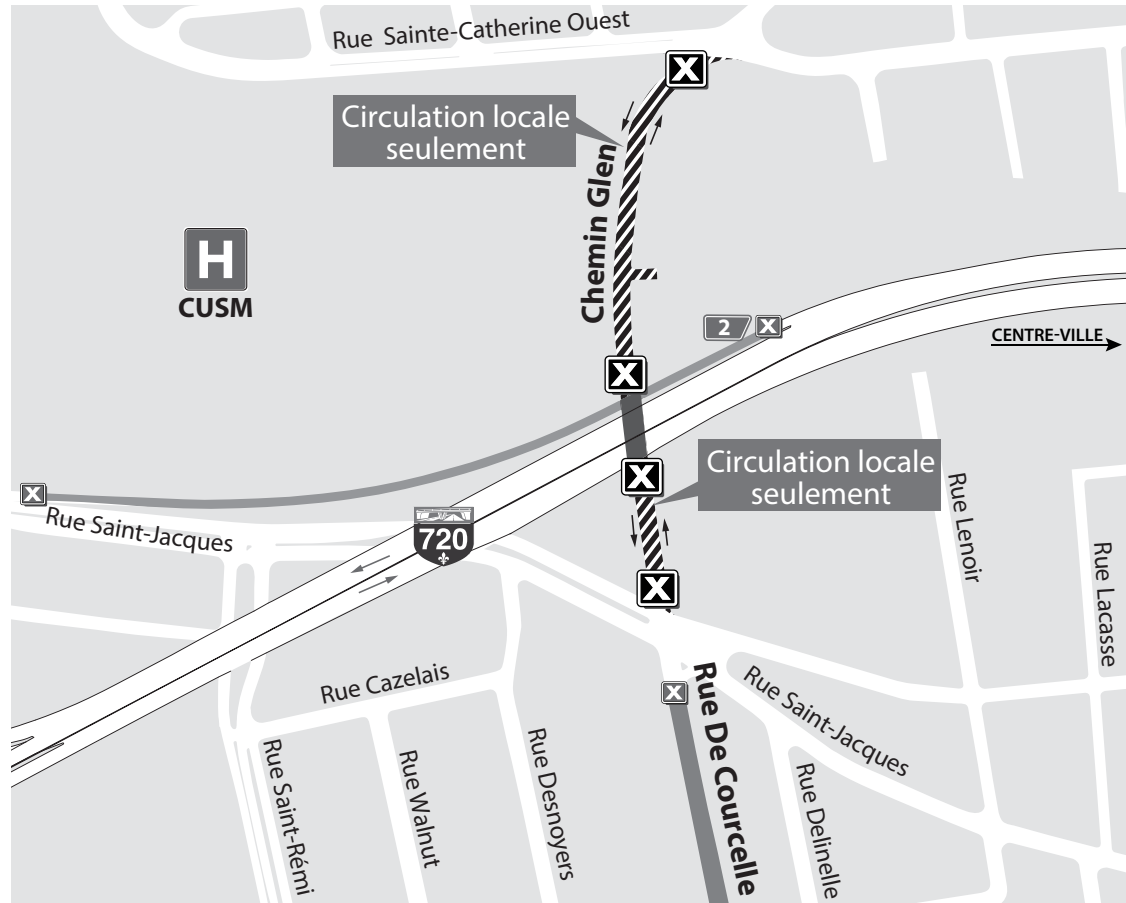 Rue Sainte-Catherine Ouest
X
Circulation locale
seulement
Chemin Glen
H
CUSM
2 X
CENTRE-VILLE
X
X
Circulation locale
seulement
X
Rue Saint-Jacques
720
Rue Lenoir
Rue Lacasse
X
Rue Cazelais
X
Rue De Courcelle
Rue Saint-Jacques
Rue Saint-Rémi
Rue Walnut
Rue Desnoyers
Rue Delinelle